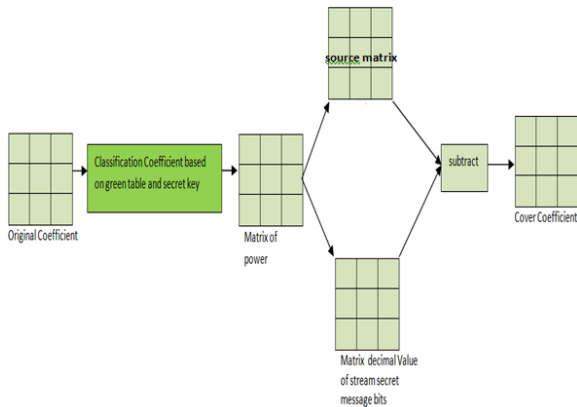 source matrix
Classification Coefficient based
on green table and secret key
subtract
Original Coefficient
Matrix of
power
Cover Coefficient
Matrix decimal Value
of stream secret
message bits